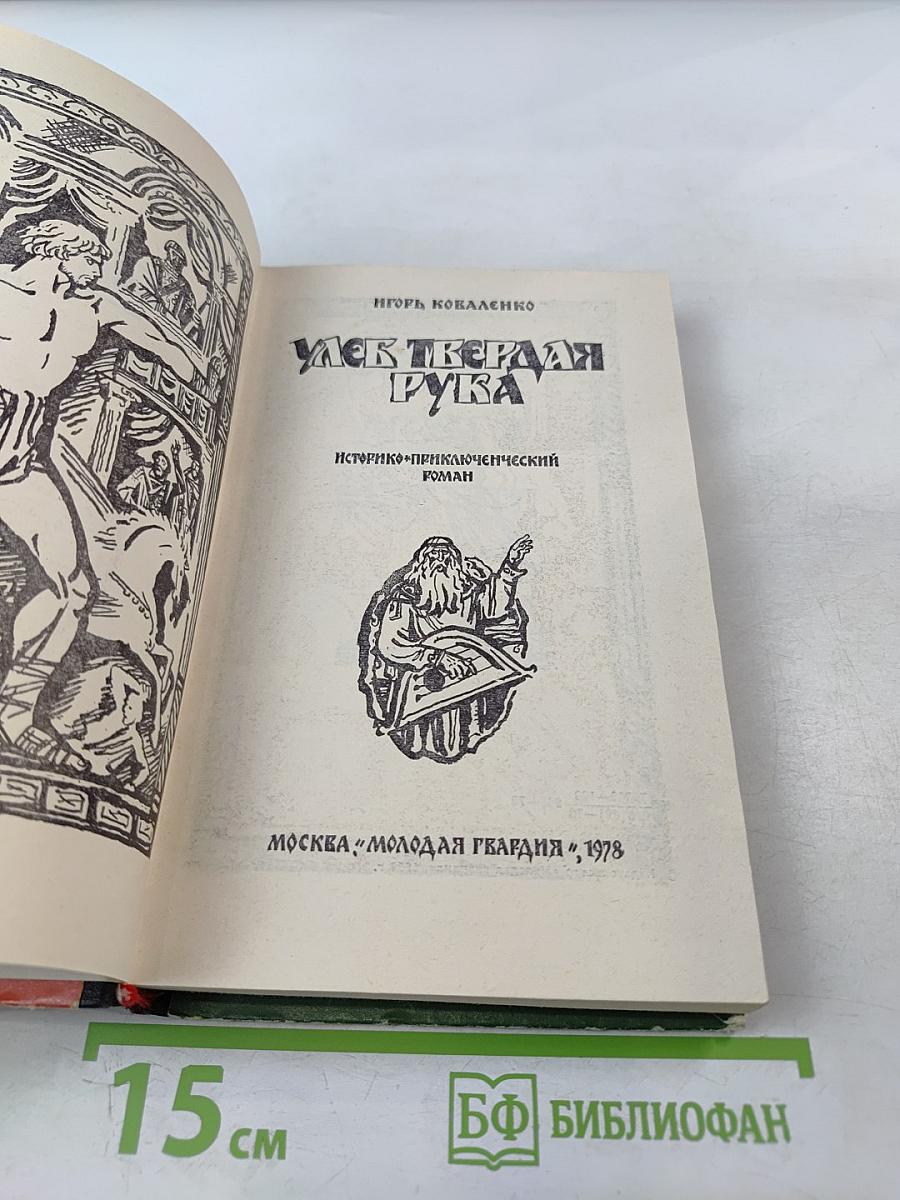 ИГОРЬ КОВАЛЕНКО
УЛЕБ ТВЕРДАЯ
РУКА
ИСТОРИКО-ПРИКЛЮЧЕНЧЕСКИЙ
РОМАН
МОСКВА, «МОЛОДАЯ ГВАРДИЯ», 1978
15 см
БФ БИБЛИОФАН